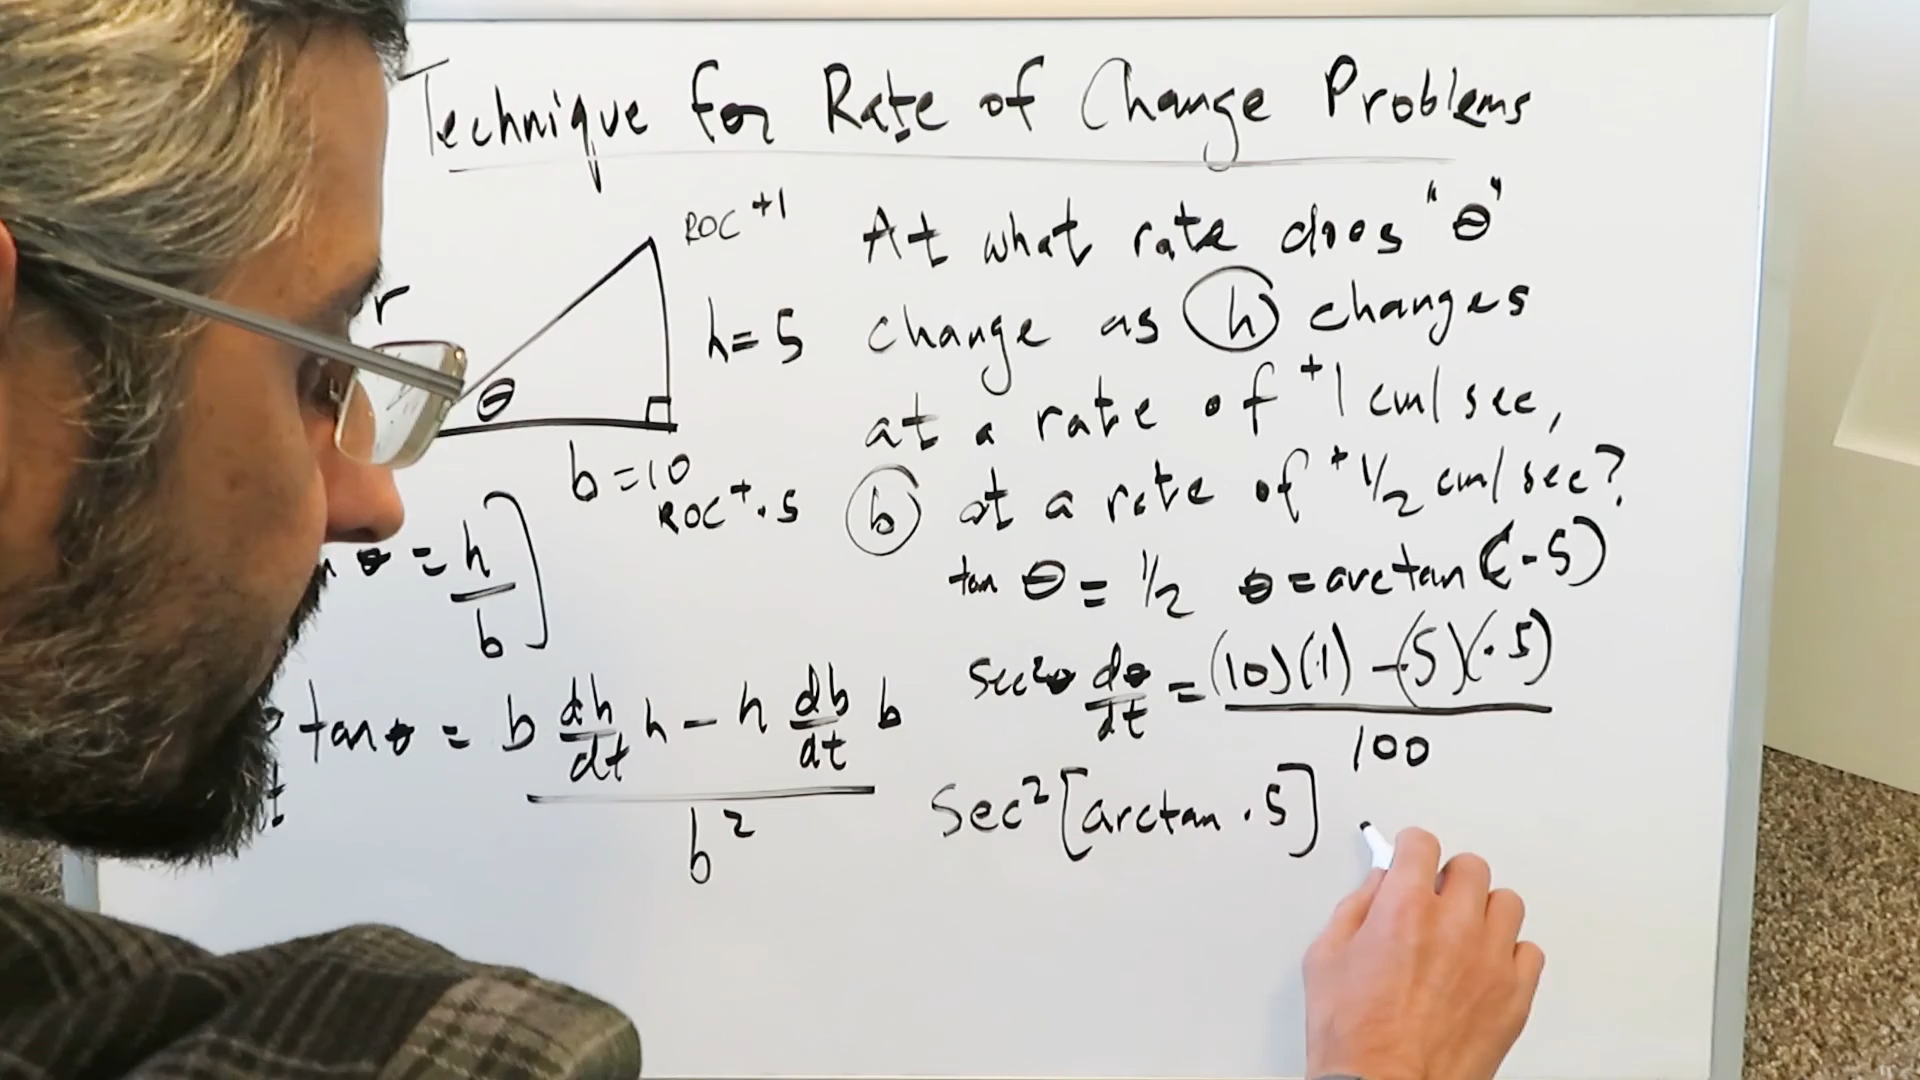 Technique for Rate of Change Problems
ROC +1
r
h = 5
θ
b = 10
ROC + .5
At what rate does "θ"
change as h changes
at a rate of +1 cm/sec,
b at a rate of + 1/2 cm/sec?
θ = h/b ]
tan θ = 1/2 θ = arctan (.5)
tan θ = b dh/dt h - h db/dt b
b²
sec²θ dθ/dt = (10)(1) - (5)(.5)
100
Sec² [arctan .5] .